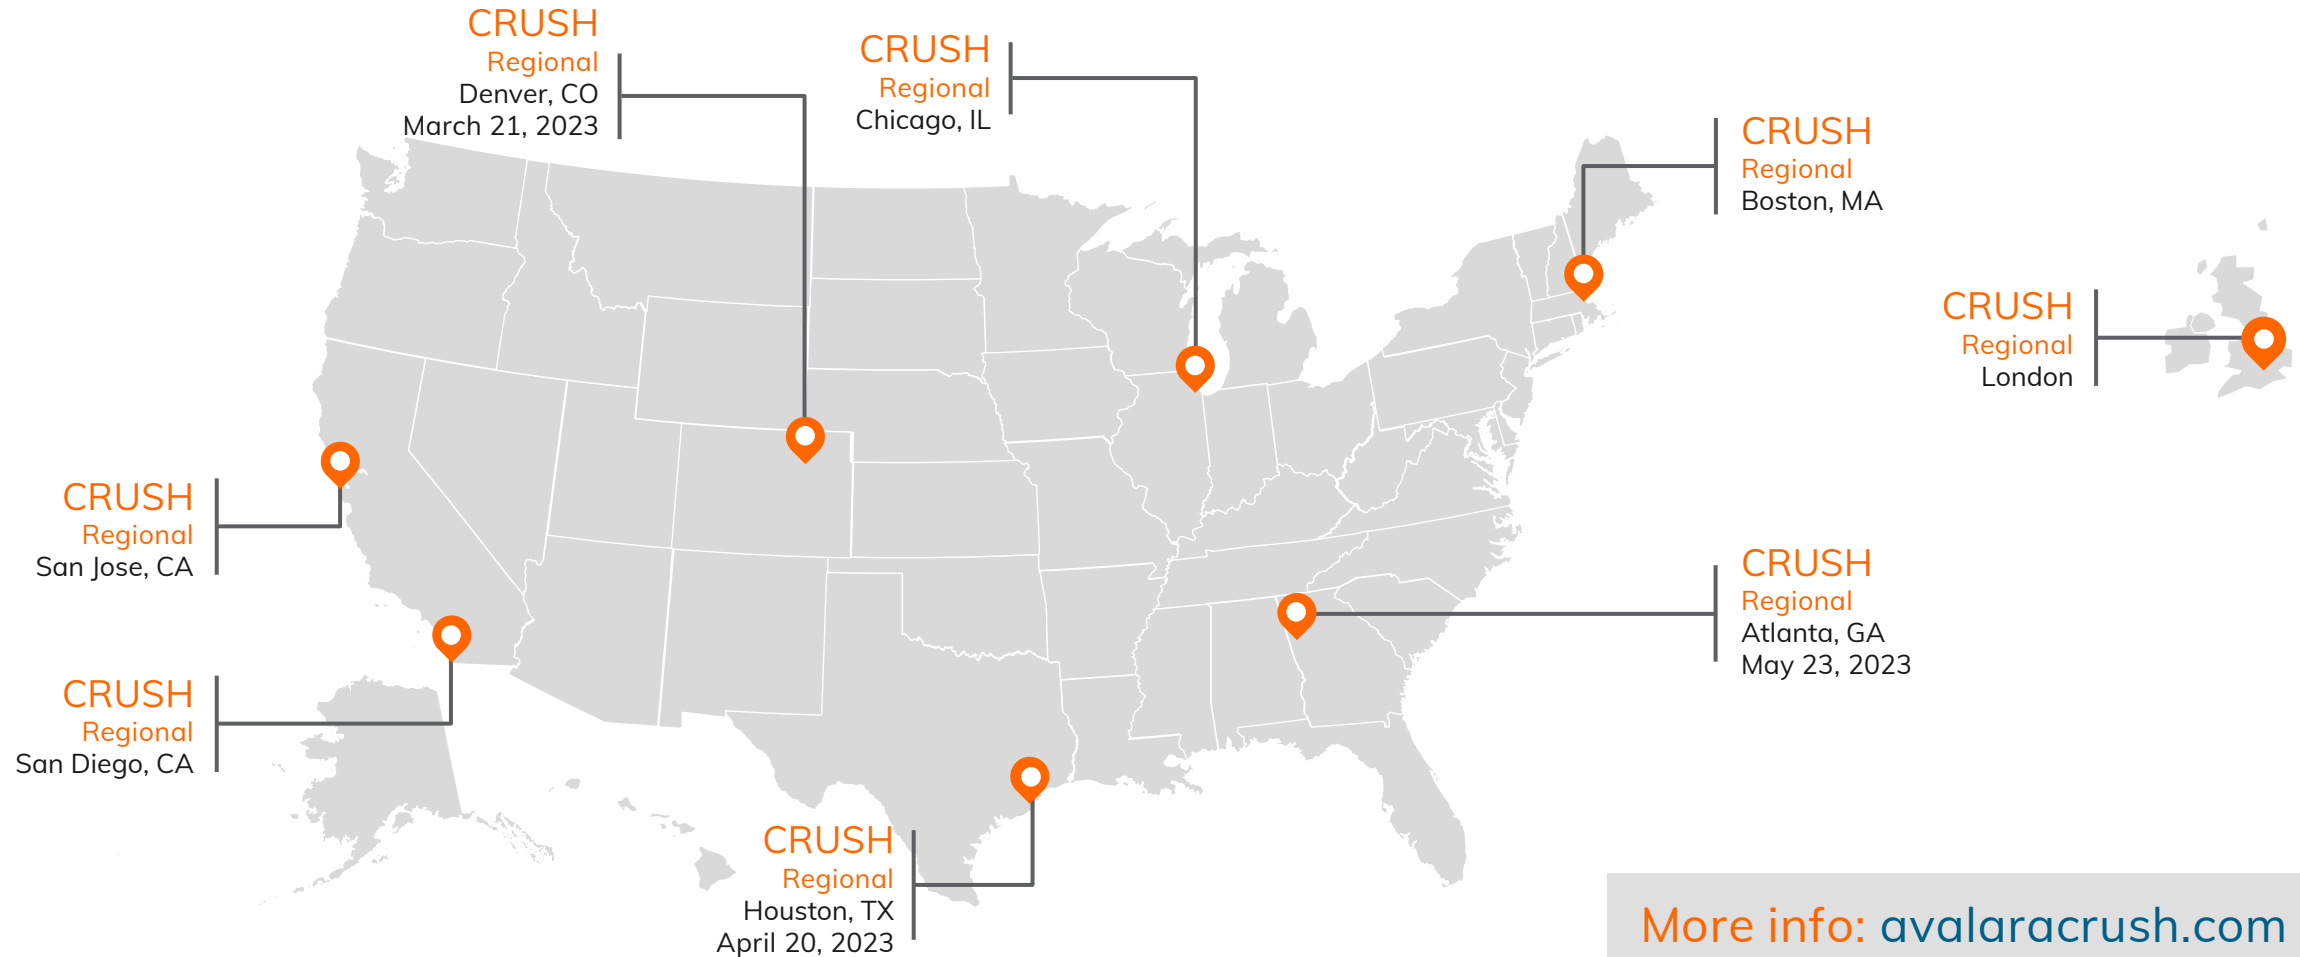 CRUSH
Regional
Denver, CO
March 21, 2023
CRUSH
Regional
Chicago, IL
CRUSH
Regional
Boston, MA
CRUSH
Regional
London
CRUSH
Regional
San Jose, CA
CRUSH
Regional
Atlanta, GA
May 23, 2023
CRUSH
Regional
San Diego, CA
CRUSH
Regional
Houston, TX
April 20, 2023
More info: avalaracrush.com